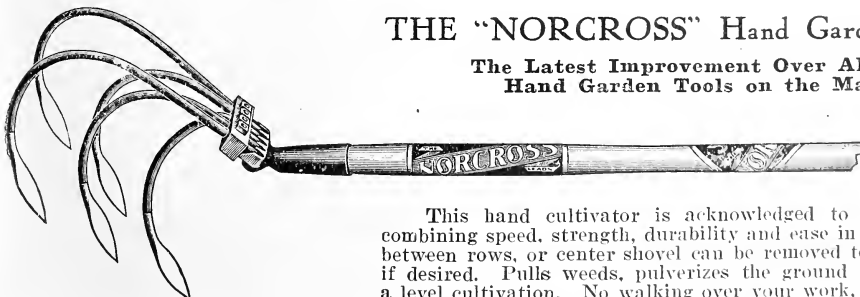 THE “NORCROSS” Hand Gard
The Latest Improvement Over Al
Hand Garden Tools on the Ma
NORCROSS
This hand cultivator is acknowledged to
combining speed, strength, durability and ease in
between rows, or center shovel can be removed to
if desired. Pulls weeds, pulverizes the ground
a level cultivation. No walking over your work,